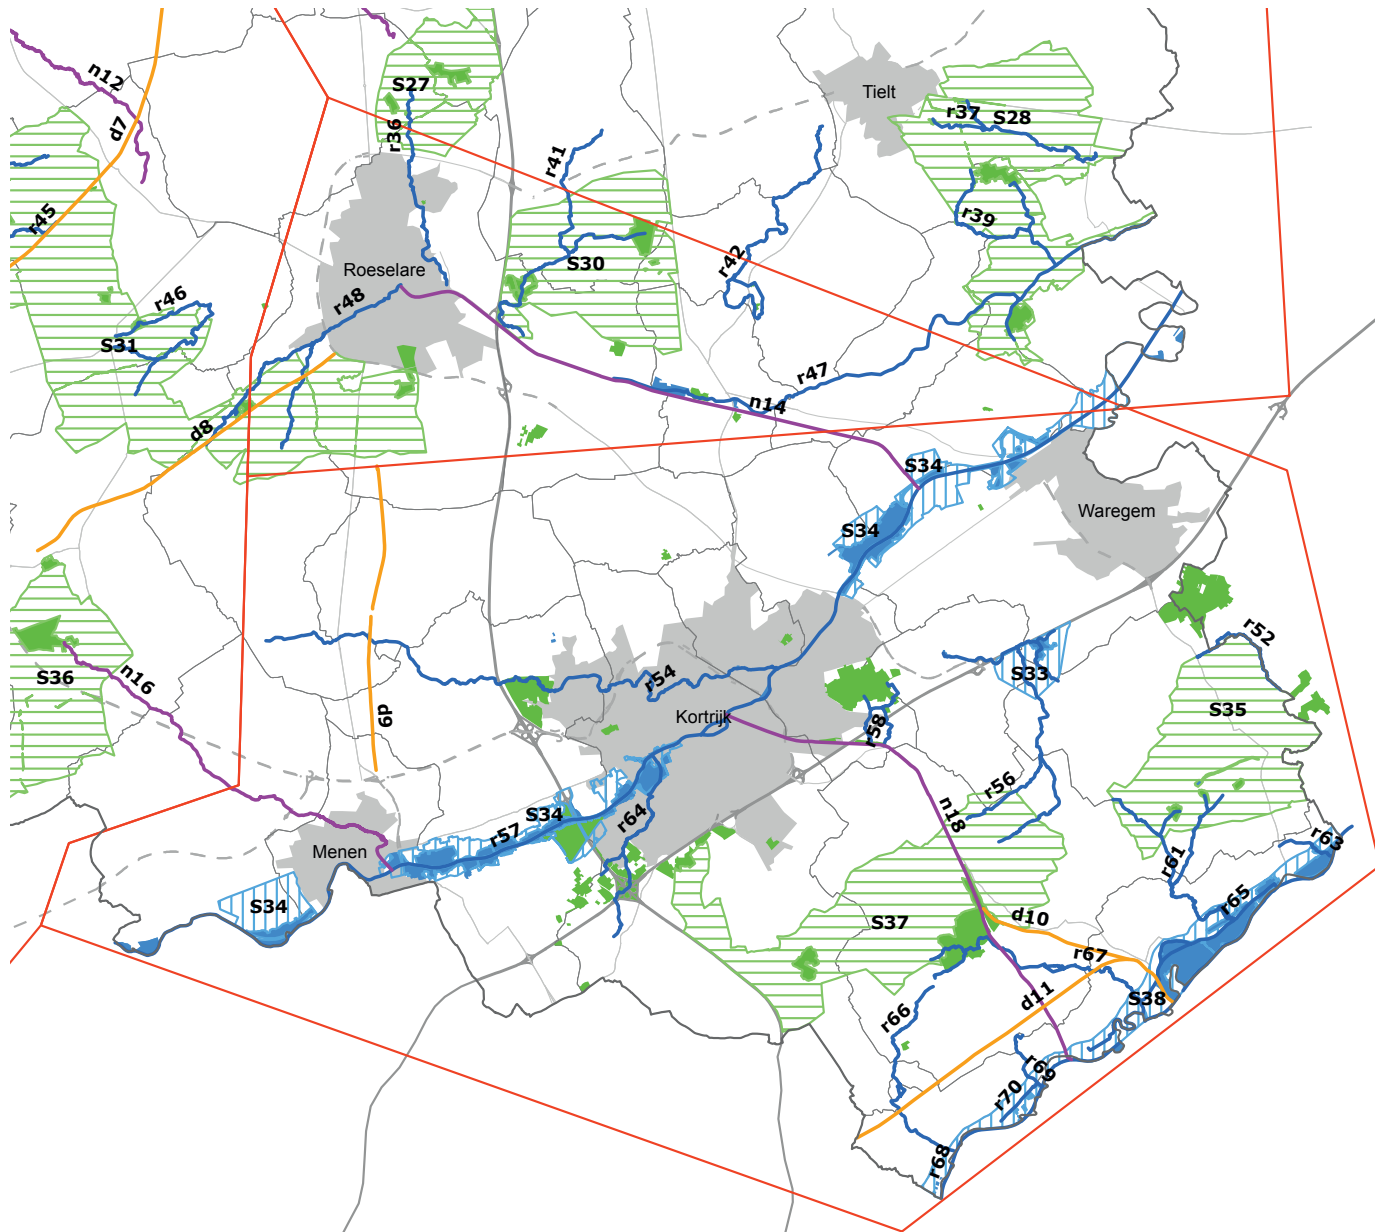 n12
d7
S27
r36
Tielt
r37
S28
r41
r45
r39
Roeselare
S30
r42
r46
r48
S31
r47
n14
d8
S34
S34
Waregem
r52
n16
S36
r54
S33
d9
Kortrijk
r58
S35
r56
n18
S34
r64
r57
Menen
r63
r61
r65
S34
S37
d10
r67
d11
S38
r66
r69
r70
r68